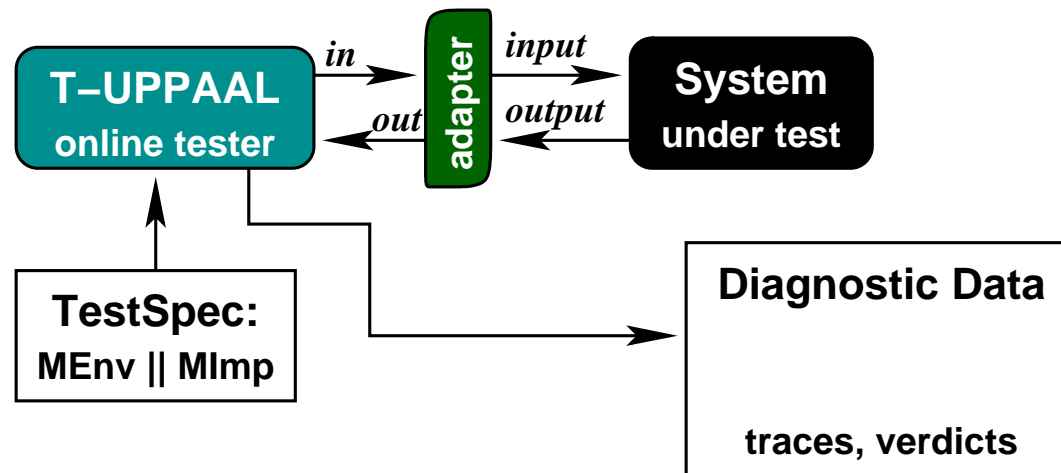 T–UPPAAL
online tester
in
out
adapter
input
output
System
under test
TestSpec:
MEnv || MImp
Diagnostic Data
traces, verdicts